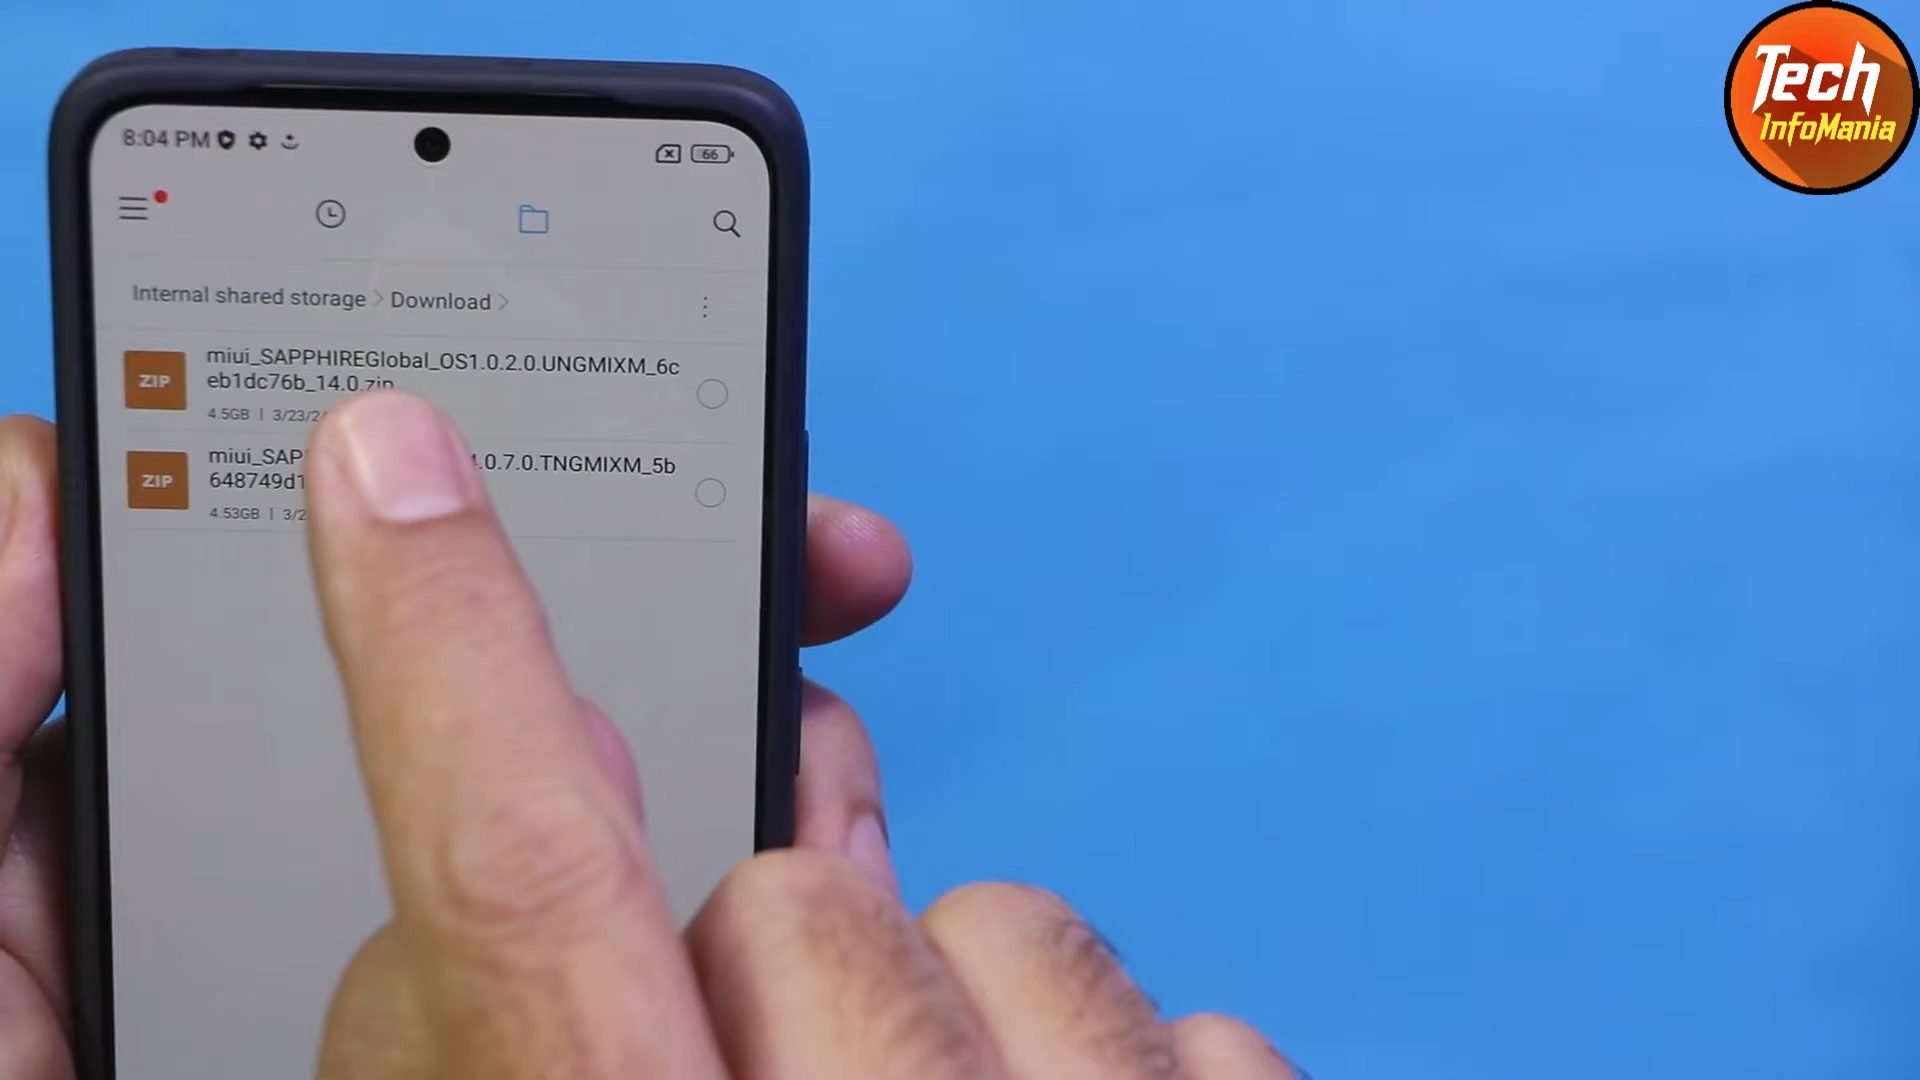 Tech
InfoMania
8:04 PM
66
Internal shared storage > Download >
ZIP
miui_SAPPHIREGlobal_OS1.0.2.0.UNGMIXM_6c
eb1dc76b_14.0.zip
4.5GB | 3/23/2
ZIP
miui_SAP .0.7.0.TNGMIXM_5b
648749d1
4.53GB | 3/2